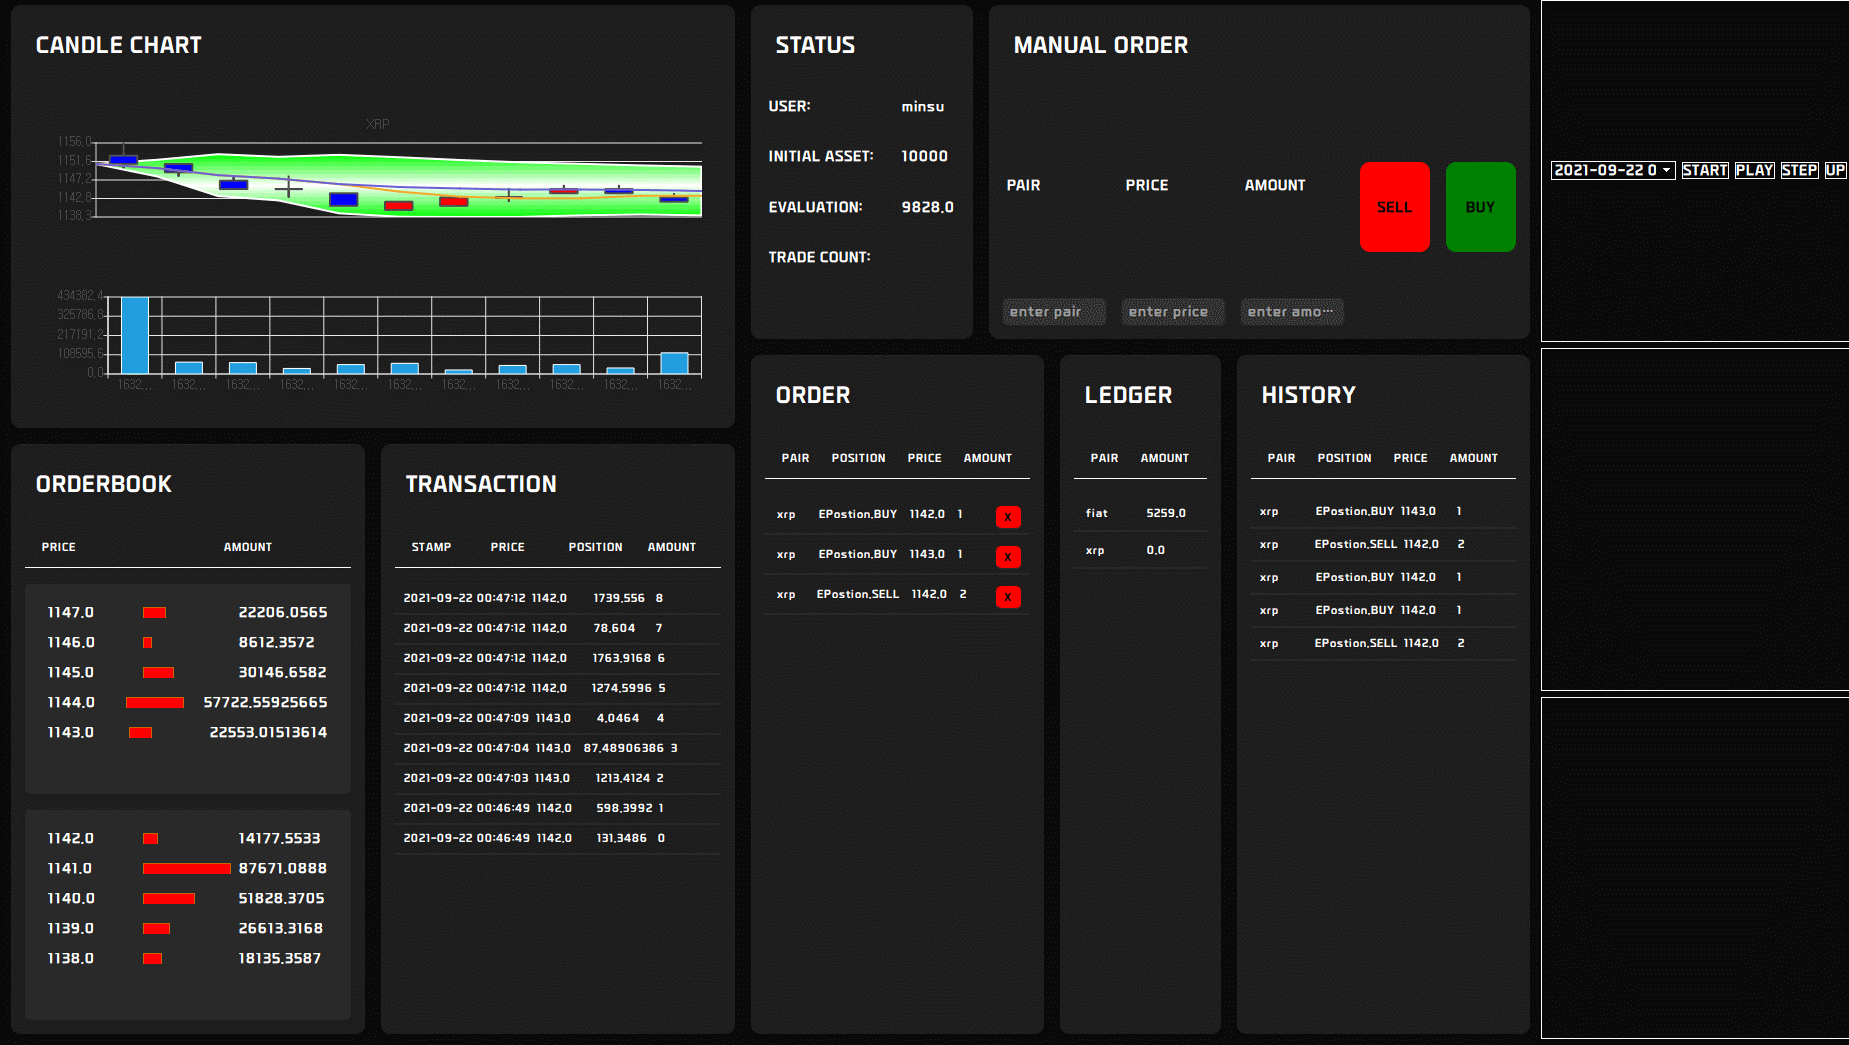 CANDLE CHART
XRP
1156,0
1151,6
1147,2
1142,8
1138,3
434382,4
325786,8
217191,2
108595,6
0,0
1632... 1632... 1632... 1632... 1632... 1632... 1632... 1632... 1632... 1632... 1632...
STATUS
USER: minsu
INITIAL ASSET: 10000
EVALUATION: 9828.0
TRADE COUNT:
MANUAL ORDER
PAIR PRICE AMOUNT
SELL BUY
enter pair enter price enter amo...
2021-09-22 0 START PLAY STEP UP
ORDERBOOK
PRICE AMOUNT
1147.0 22206.0565
1146.0 8612.3572
1145.0 30146.6582
1144.0 57722.55925665
1143.0 22553.01513614
1142.0 14177.5533
1141.0 87671.0888
1140.0 51828.3705
1139.0 26613.3168
1138.0 18135.3587
TRANSACTION
STAMP PRICE POSITION AMOUNT
2021-09-22 00:47:12 1142.0 1739.556 8
2021-09-22 00:47:12 1142.0 78.604 7
2021-09-22 00:47:12 1142.0 1763.9168 6
2021-09-22 00:47:12 1142.0 1274.5996 5
2021-09-22 00:47:09 1143.0 4.0464 4
2021-09-22 00:47:04 1143.0 87.48906386 3
2021-09-22 00:47:03 1143.0 1213.4124 2
2021-09-22 00:46:49 1142.0 598.3992 1
2021-09-22 00:46:49 1142.0 131.3486 0
ORDER
PAIR POSITION PRICE AMOUNT
xrp EPostion.BUY 1142.0 1 X
xrp EPostion.BUY 1143.0 1 X
xrp EPostion.SELL 1142.0 2 X
LEDGER
PAIR AMOUNT
fiat 5259.0
xrp 0.0
HISTORY
PAIR POSITION PRICE AMOUNT
xrp EPostion.BUY 1143.0 1
xrp EPostion.SELL 1142.0 2
xrp EPostion.BUY 1142.0 1
xrp EPostion.BUY 1142.0 1
xrp EPostion.SELL 1142.0 2